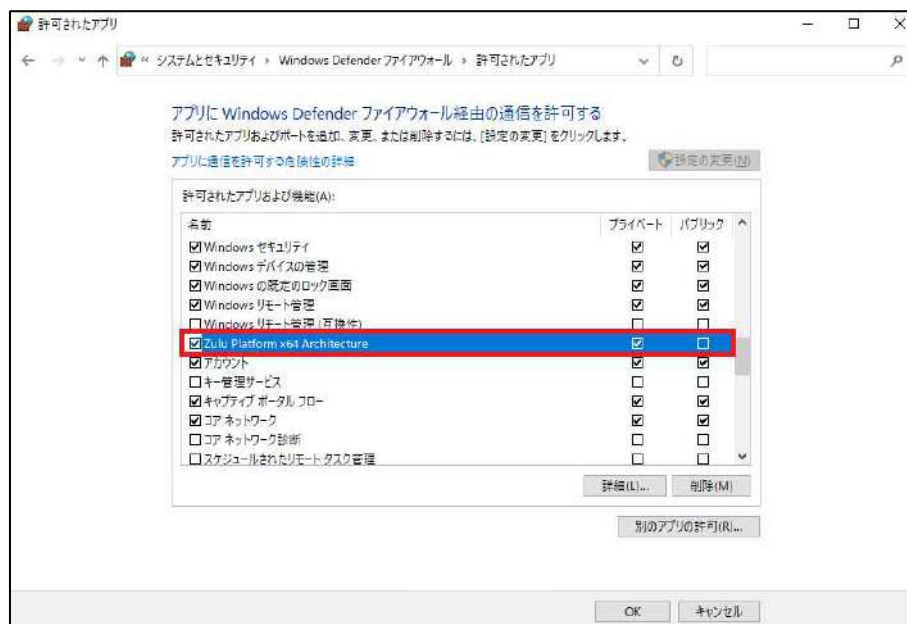 許可されたアプリ
« システムとセキュリティ › Windows Defender ファイアウォール › 許可されたアプリ
アプリに Windows Defender ファイアウォール経由の通信を許可する
許可されたアプリおよびポートを追加、変更、または削除するには、[設定の変更] をクリックします。
アプリに通信を許可する危険性の詳細
設定の変更(N)
許可されたアプリおよび機能(A):
名前 プライベート パブリック
Windows セキュリティ
Windows デバイスの管理
Windows の既定のロック画面
Windows リモート管理
Windows リモート管理 (互換性)
Zulu Platform x64 Architecture
アカウント
キー管理サービス
キャプティブ ポータル フロー
コア ネットワーク
コア ネットワーク診断
スケジュールされたリモート タスク管理
詳細(L)... 削除(M)
別のアプリの許可(R)...
OK キャンセル